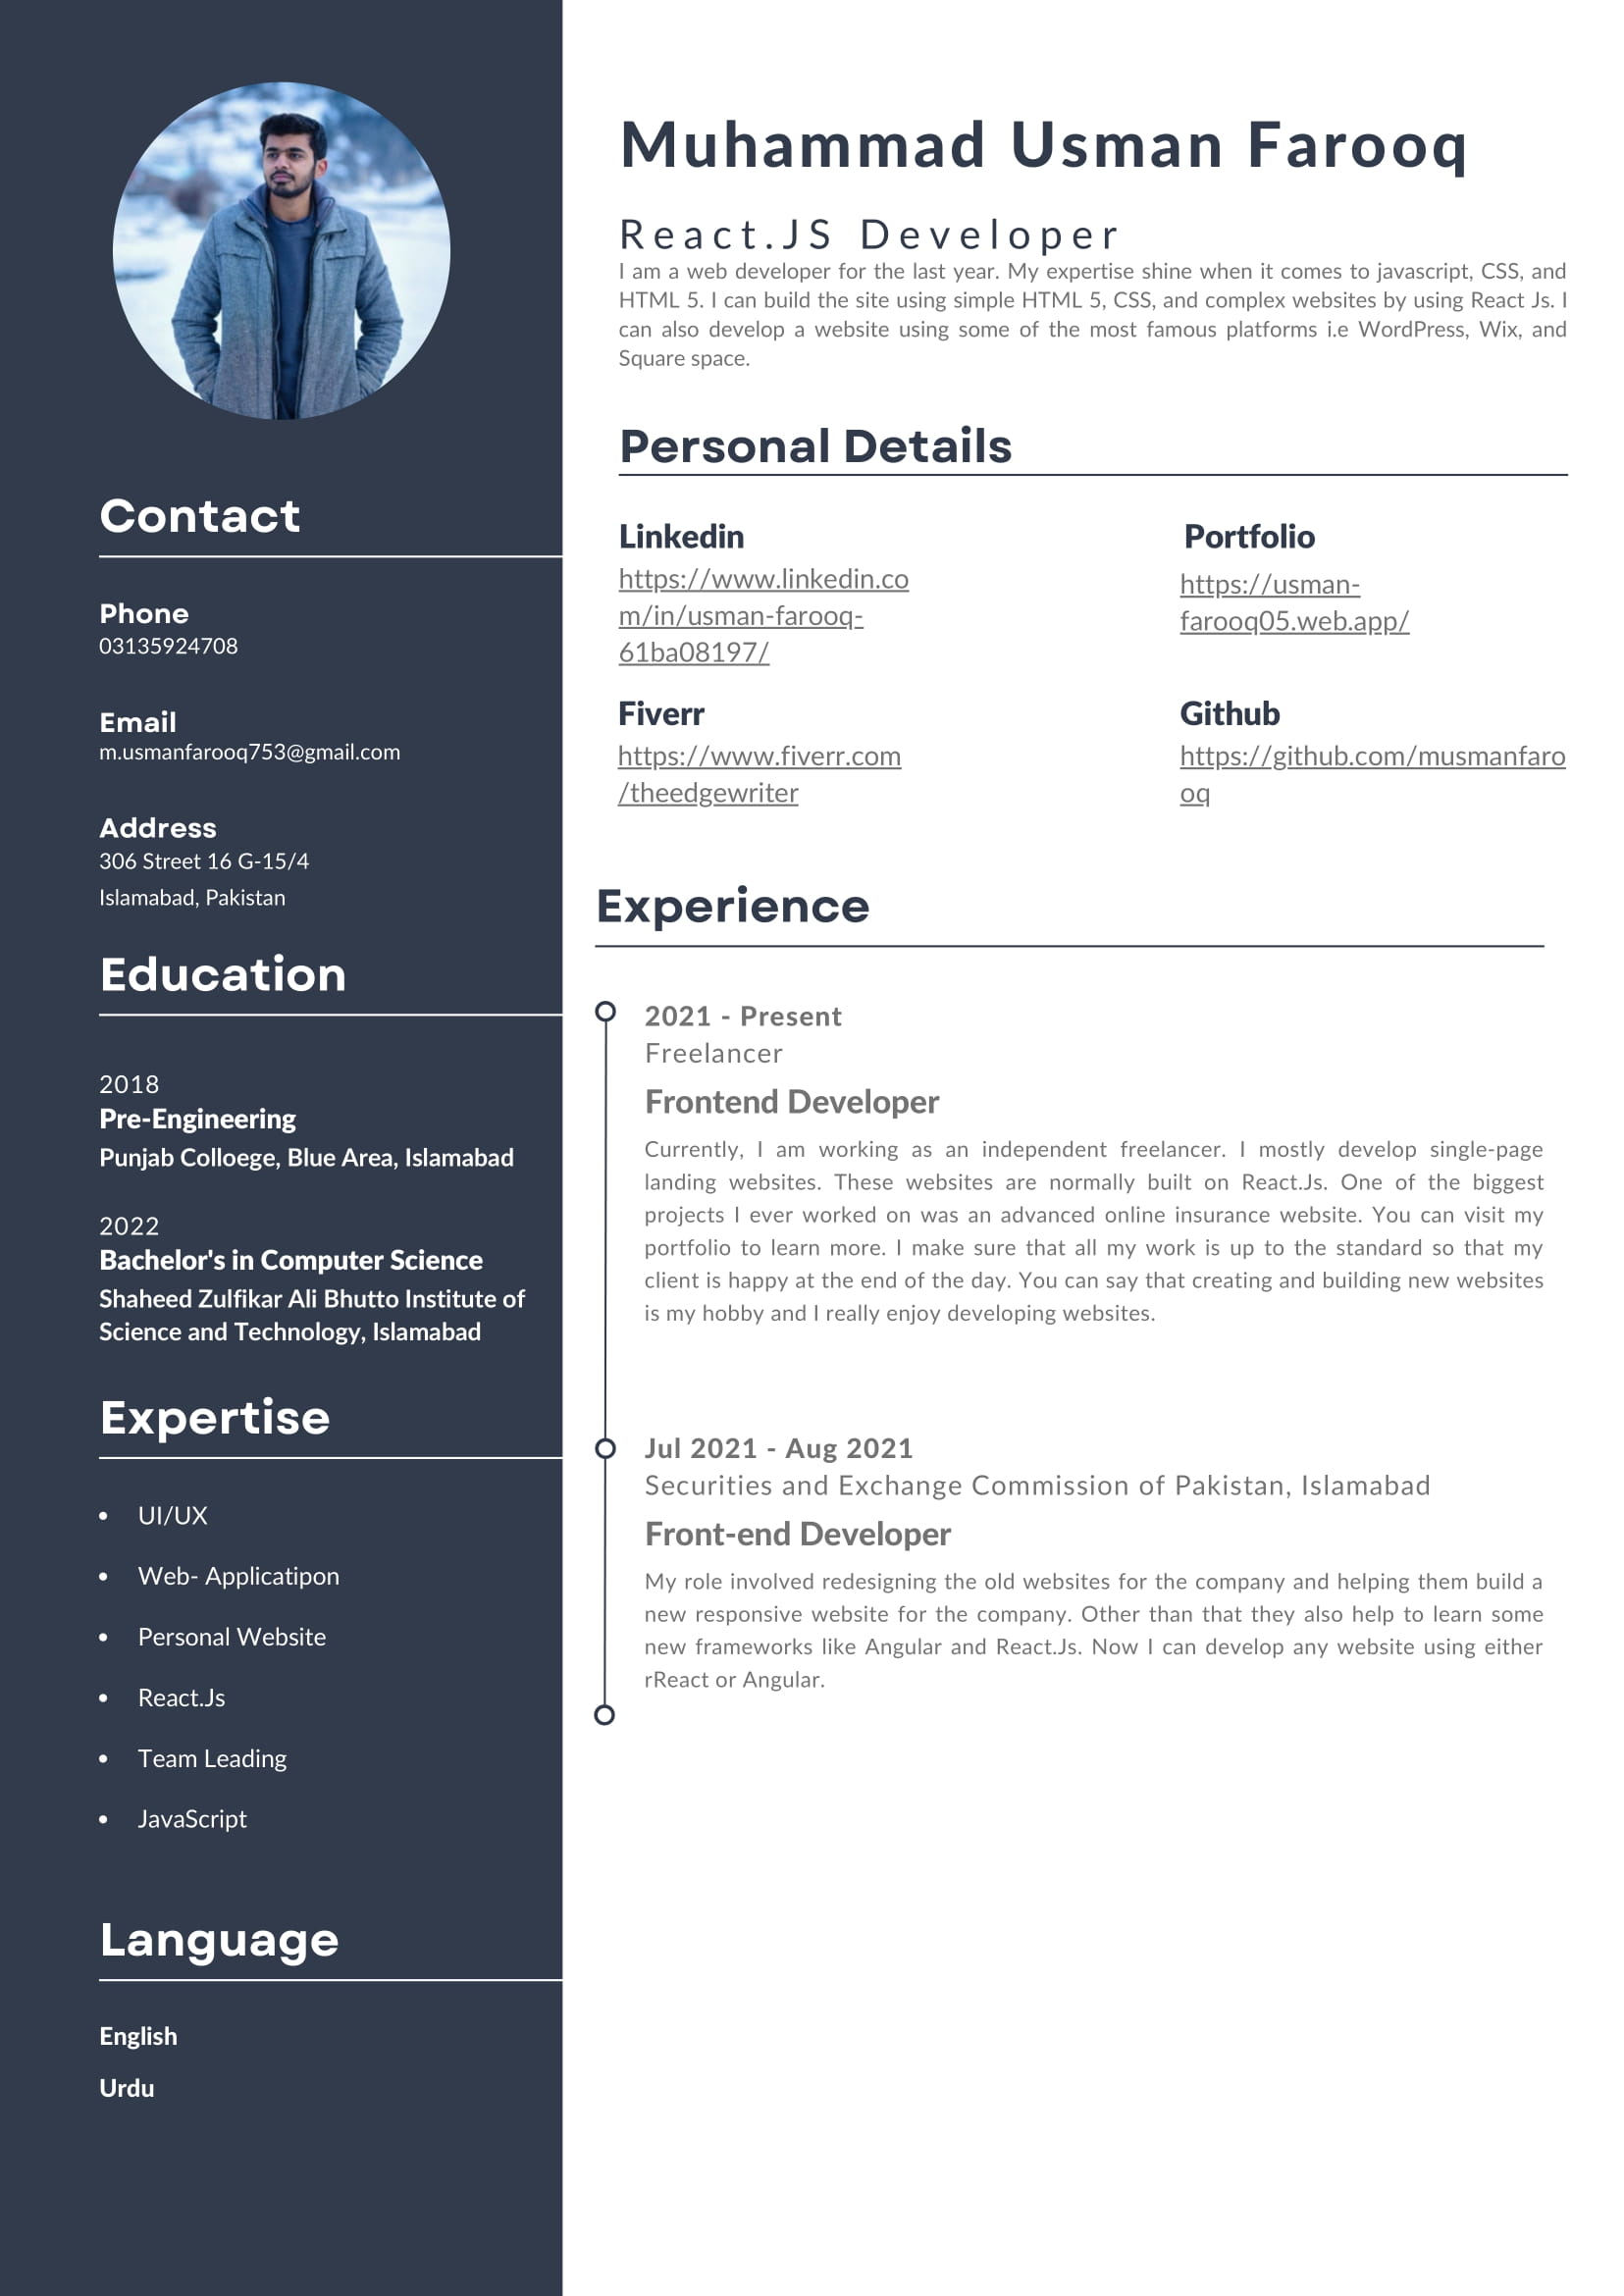 Muhammad Usman Farooq
React.JS Developer
I am a web developer for the last year. My expertise shine when it comes to javascript, CSS, and
HTML 5. I can build the site using simple HTML 5, CSS, and complex websites by using React Js. I
can also develop a website using some of the most famous platforms i.e WordPress, Wix, and
Square space.
Personal Details
Linkedin
https://www.linkedin.co
m/in/usman-farooq-
61ba08197/
Portfolio
https://usman-
farooq05.web.app/
Fiverr
https://www.fiverr.com
/theedgewriter
Github
https://github.com/musmanfaro
oq
Experience
2021 - Present
Freelancer
Frontend Developer
Currently, I am working as an independent freelancer. I mostly develop single-page
landing websites. These websites are normally built on React.Js. One of the biggest
projects I ever worked on was an advanced online insurance website. You can visit my
portfolio to learn more. I make sure that all my work is up to the standard so that my
client is happy at the end of the day. You can say that creating and building new websites
is my hobby and I really enjoy developing websites.
Jul 2021 - Aug 2021
Securities and Exchange Commission of Pakistan, Islamabad
Front-end Developer
My role involved redesigning the old websites for the company and helping them build a
new responsive website for the company. Other than that they also help to learn some
new frameworks like Angular and React.Js. Now I can develop any website using either
rReact or Angular.
Contact
Phone
03135924708
Email
m.usmanfarooq753@gmail.com
Address
306 Street 16 G-15/4
Islamabad, Pakistan
Education
2018
Pre-Engineering
Punjab Colloege, Blue Area, Islamabad
2022
Bachelor's in Computer Science
Shaheed Zulfikar Ali Bhutto Institute of
Science and Technology, Islamabad
Expertise
• UI/UX
• Web- Applicatipon
• Personal Website
• React.Js
• Team Leading
• JavaScript
Language
English
Urdu